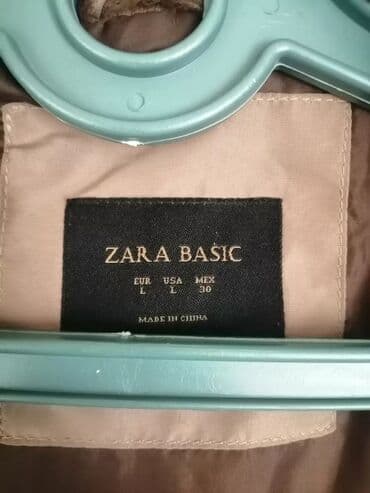 ZARA BASIC
EUR USA MEX
L L 30
MADE IN CHINA